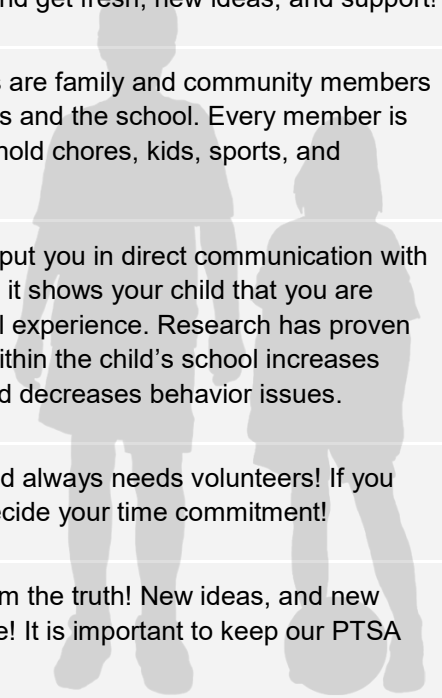 nd get fresh, new ideas, and support!
s are family and community members
s and the school. Every member is
hold chores, kids, sports, and
put you in direct communication with
it shows your child that you are
l experience. Research has proven
ithin the child's school increases
d decreases behavior issues.
d always needs volunteers! If you
ecide your time commitment!
m the truth! New ideas, and new
e! It is important to keep our PTSA